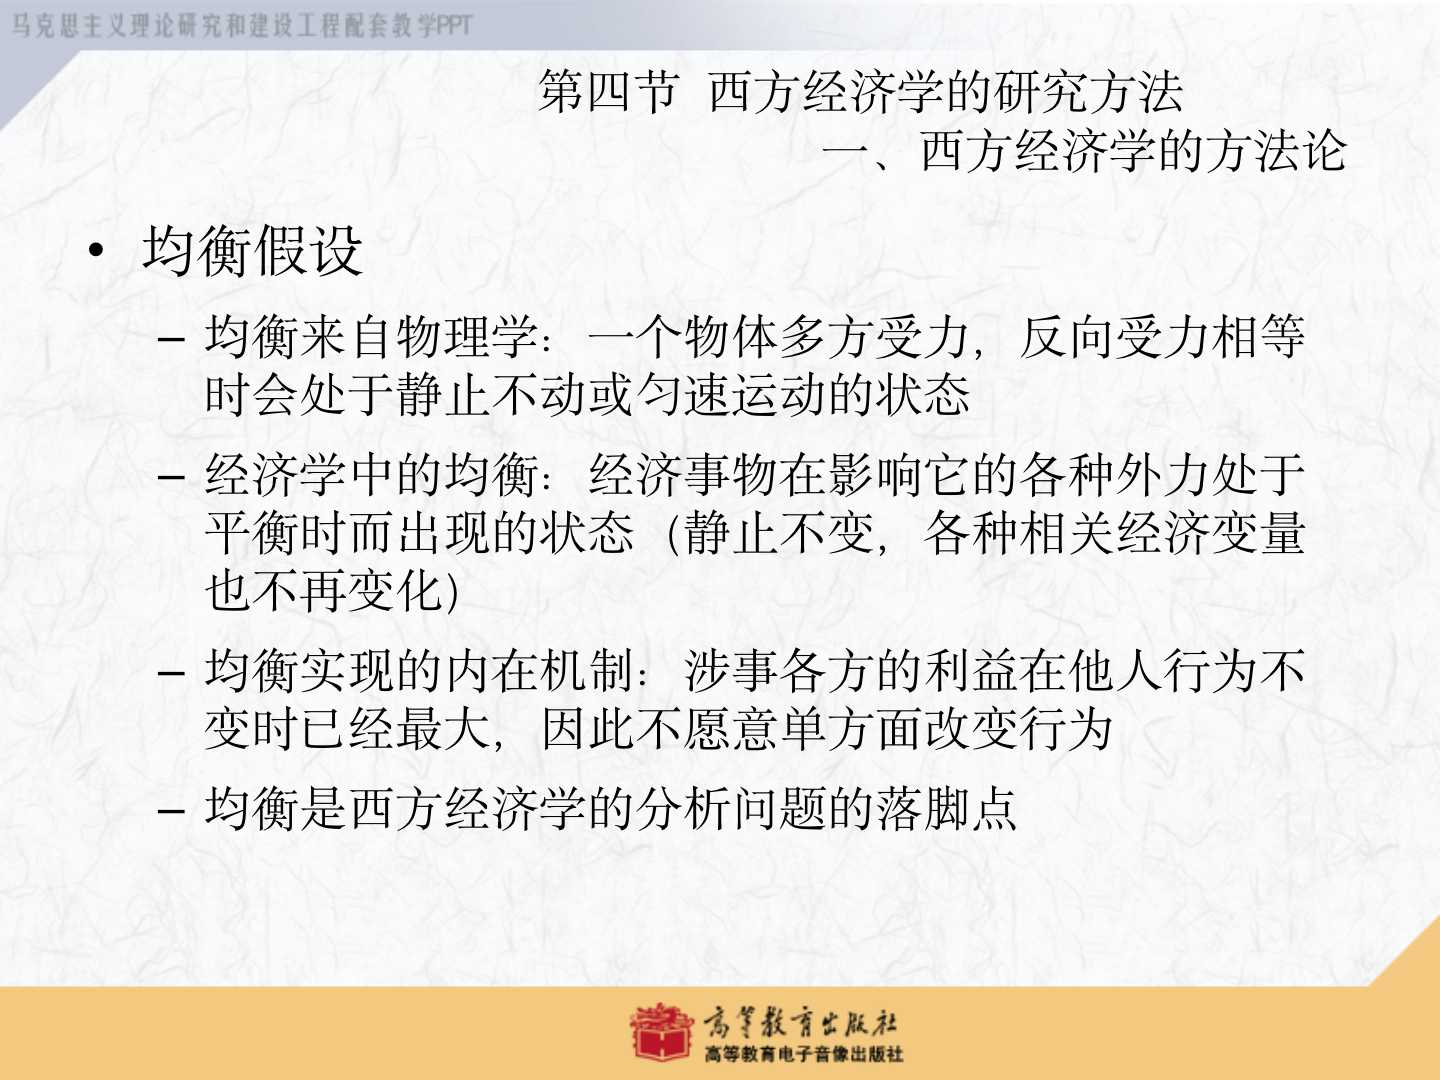 马克思主义理论研究和建设工程配套教学PPT
第四节 西方经济学的研究方法
一、西方经济学的方法论
• 均衡假设
– 均衡来自物理学：一个物体多方受力，反向受力相等
时会处于静止不动或匀速运动的状态
– 经济学中的均衡：经济事物在影响它的各种外力处于
平衡时而出现的状态（静止不变，各种相关经济变量
也不再变化）
– 均衡实现的内在机制：涉事各方的利益在他人行为不
变时已经最大，因此不愿意单方面改变行为
– 均衡是西方经济学的分析问题的落脚点
高等教育出版社
高等教育电子音像出版社